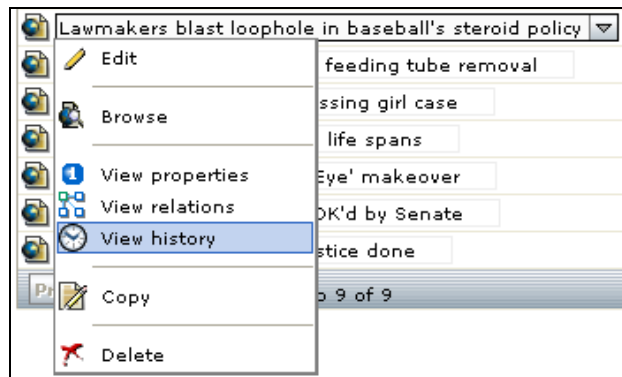 Lawmakers blast loophole in baseball's steroid policy
Edit
feeding tube removal
ssing girl case
Browse
life spans
View properties
Eye' makeover
View relations
OK'd by Senate
View history
stice done
Copy
9 of 9
Delete